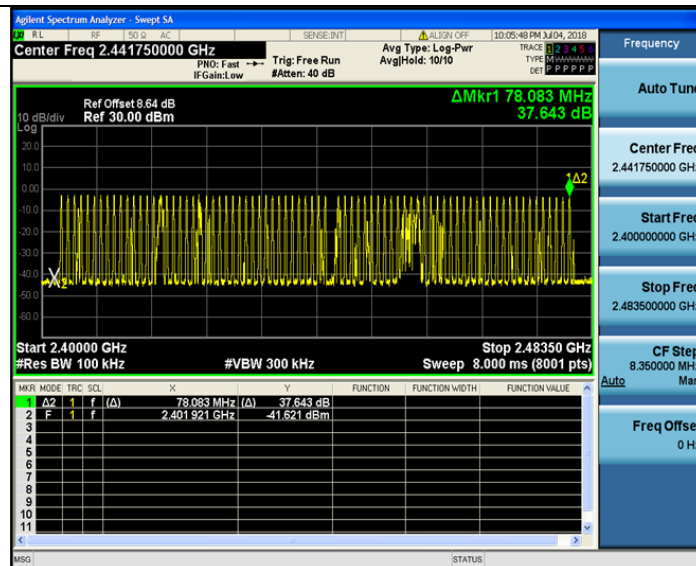 Agilent Spectrum Analyzer - Swept SA
RL RF 50 Ω AC SENSE:INT ALIGN OFF 10:05:48 PM Jul 04, 2018
Center Freq 2.441750000 GHz
PNO: Fast
IFGain:Low
Trig: Free Run
#Atten: 40 dB
Avg Type: Log-Pwr
Avg|Hold: 10/10
TRACE 1 2 3 4 5 6
TYPE M
DET P P P P P P
Ref Offset 8.64 dB
10 dB/div Ref 30.00 dBm
Log
ΔMkr1 78.083 MHz
37.643 dB
20.0
10.0
0.00
-10.0
-20.0
-30.0
-40.0
-50.0
-60.0
1Δ2
X2
Start 2.40000 GHz Stop 2.48350 GHz
#Res BW 100 kHz #VBW 300 kHz Sweep 8.000 ms (8001 pts)
MKR MODE TRC SCL X Y FUNCTION FUNCTION WIDTH FUNCTION VALUE
1 Δ2 1 f (Δ) 78.083 MHz (Δ) 37.643 dB
2 F 1 f 2.401 921 GHz -41.621 dBm
3
4
5
6
7
8
9
10
11
MSG STATUS
Frequency
Auto Tune
Center Freq
2.441750000 GHz
Start Freq
2.400000000 GHz
Stop Freq
2.483500000 GHz
CF Step
8.350000 MHz
Auto Man
Freq Offset
0 Hz